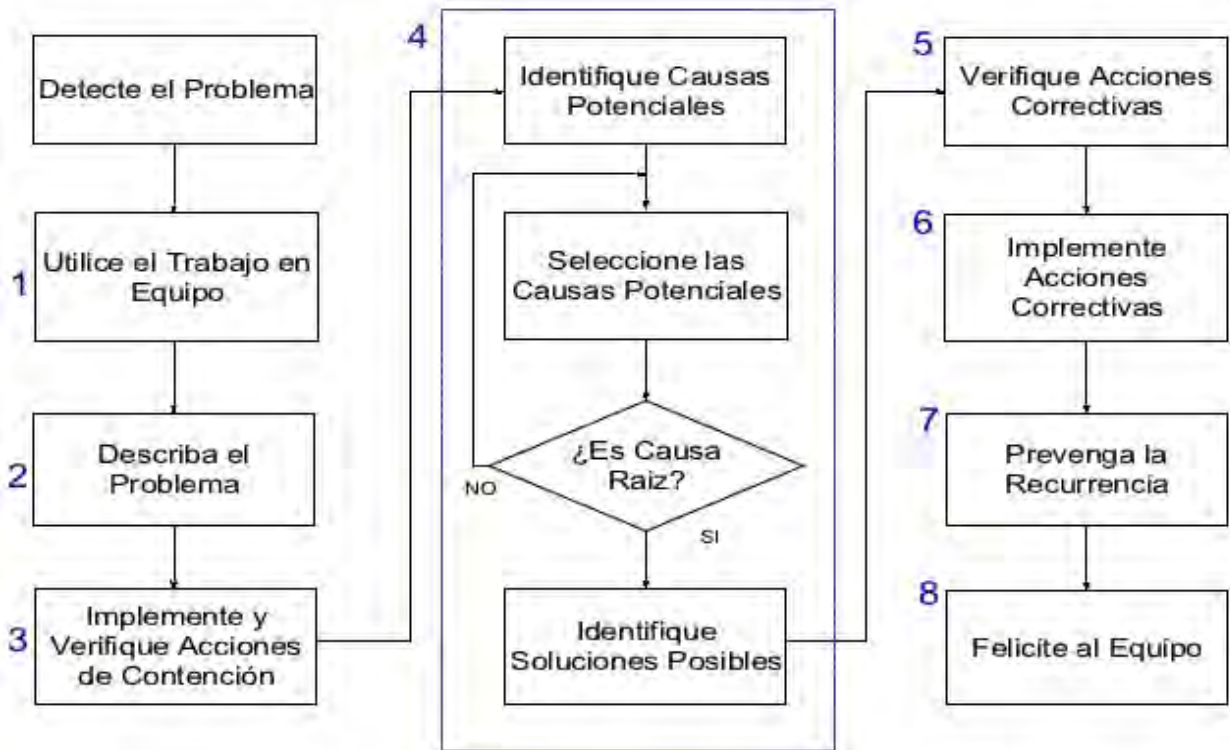 Detecte el Problema
1
Utilice el Trabajo en
Equipo
2
Describa el
Problema
3
Implemente y
Verifique Acciones
de Contención
4
Identifique Causas
Potenciales
Seleccione las
Causas Potenciales
¿Es Causa
Raiz?
NO
SI
Identifique
Soluciones Posibles
5
Verifique Acciones
Correctivas
6
Implemente
Acciones
Correctivas
7
Prevenga la
Recurrencia
8
Felicite al Equipo